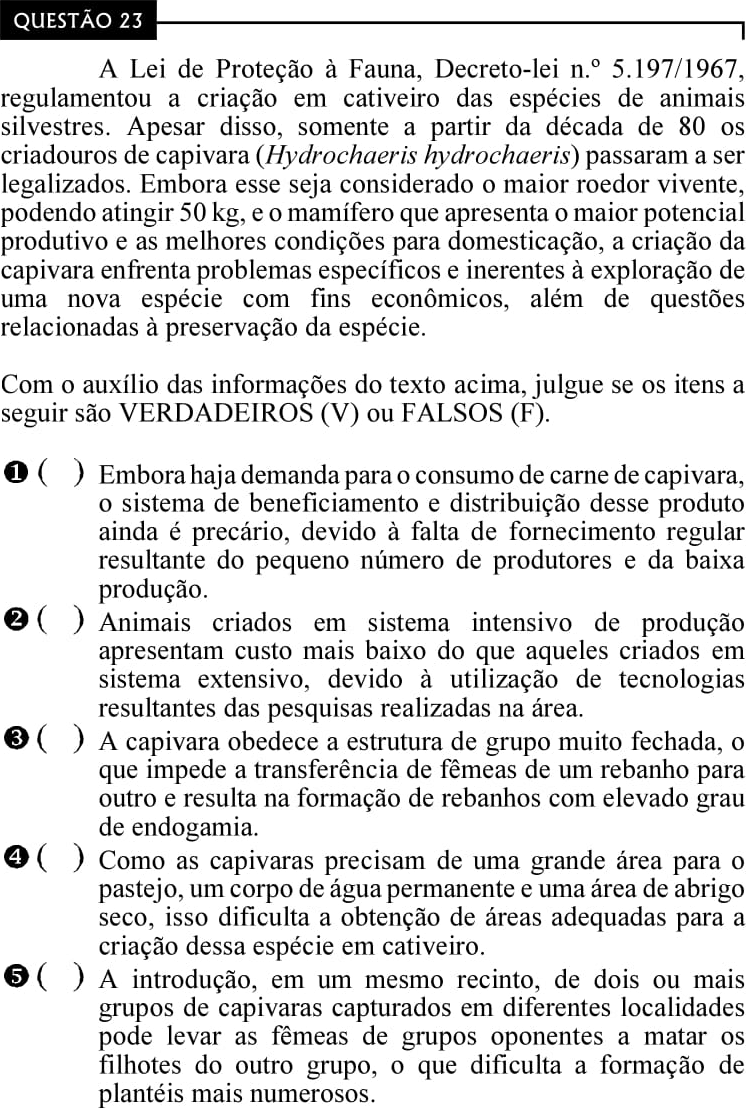 QUESTÃO 23
A Lei de Proteção à Fauna, Decreto-lei n.º 5.197/1967,
regulamentou a criação em cativeiro das espécies de animais
silvestres. Apesar disso, somente a partir da década de 80 os
criadouros de capivara (Hydrochaeris hydrochaeris) passaram a ser
legalizados. Embora esse seja considerado o maior roedor vivente,
podendo atingir 50 kg, e o mamífero que apresenta o maior potencial
produtivo e as melhores condições para domesticação, a criação da
capivara enfrenta problemas específicos e inerentes à exploração de
uma nova espécie com fins econômicos, além de questões
relacionadas à preservação da espécie.
Com o auxílio das informações do texto acima, julgue se os itens a
seguir são VERDADEIROS (V) ou FALSOS (F).
❶ ( ) Embora haja demanda para o consumo de carne de capivara,
o sistema de beneficiamento e distribuição desse produto
ainda é precário, devido à falta de fornecimento regular
resultante do pequeno número de produtores e da baixa
produção.
❷ ( ) Animais criados em sistema intensivo de produção
apresentam custo mais baixo do que aqueles criados em
sistema extensivo, devido à utilização de tecnologias
resultantes das pesquisas realizadas na área.
❸ ( ) A capivara obedece a estrutura de grupo muito fechada, o
que impede a transferência de fêmeas de um rebanho para
outro e resulta na formação de rebanhos com elevado grau
de endogamia.
❹ ( ) Como as capivaras precisam de uma grande área para o
pastejo, um corpo de água permanente e uma área de abrigo
seco, isso dificulta a obtenção de áreas adequadas para a
criação dessa espécie em cativeiro.
❺ ( ) A introdução, em um mesmo recinto, de dois ou mais
grupos de capivaras capturados em diferentes localidades
pode levar as fêmeas de grupos oponentes a matar os
filhotes do outro grupo, o que dificulta a formação de
plantéis mais numerosos.